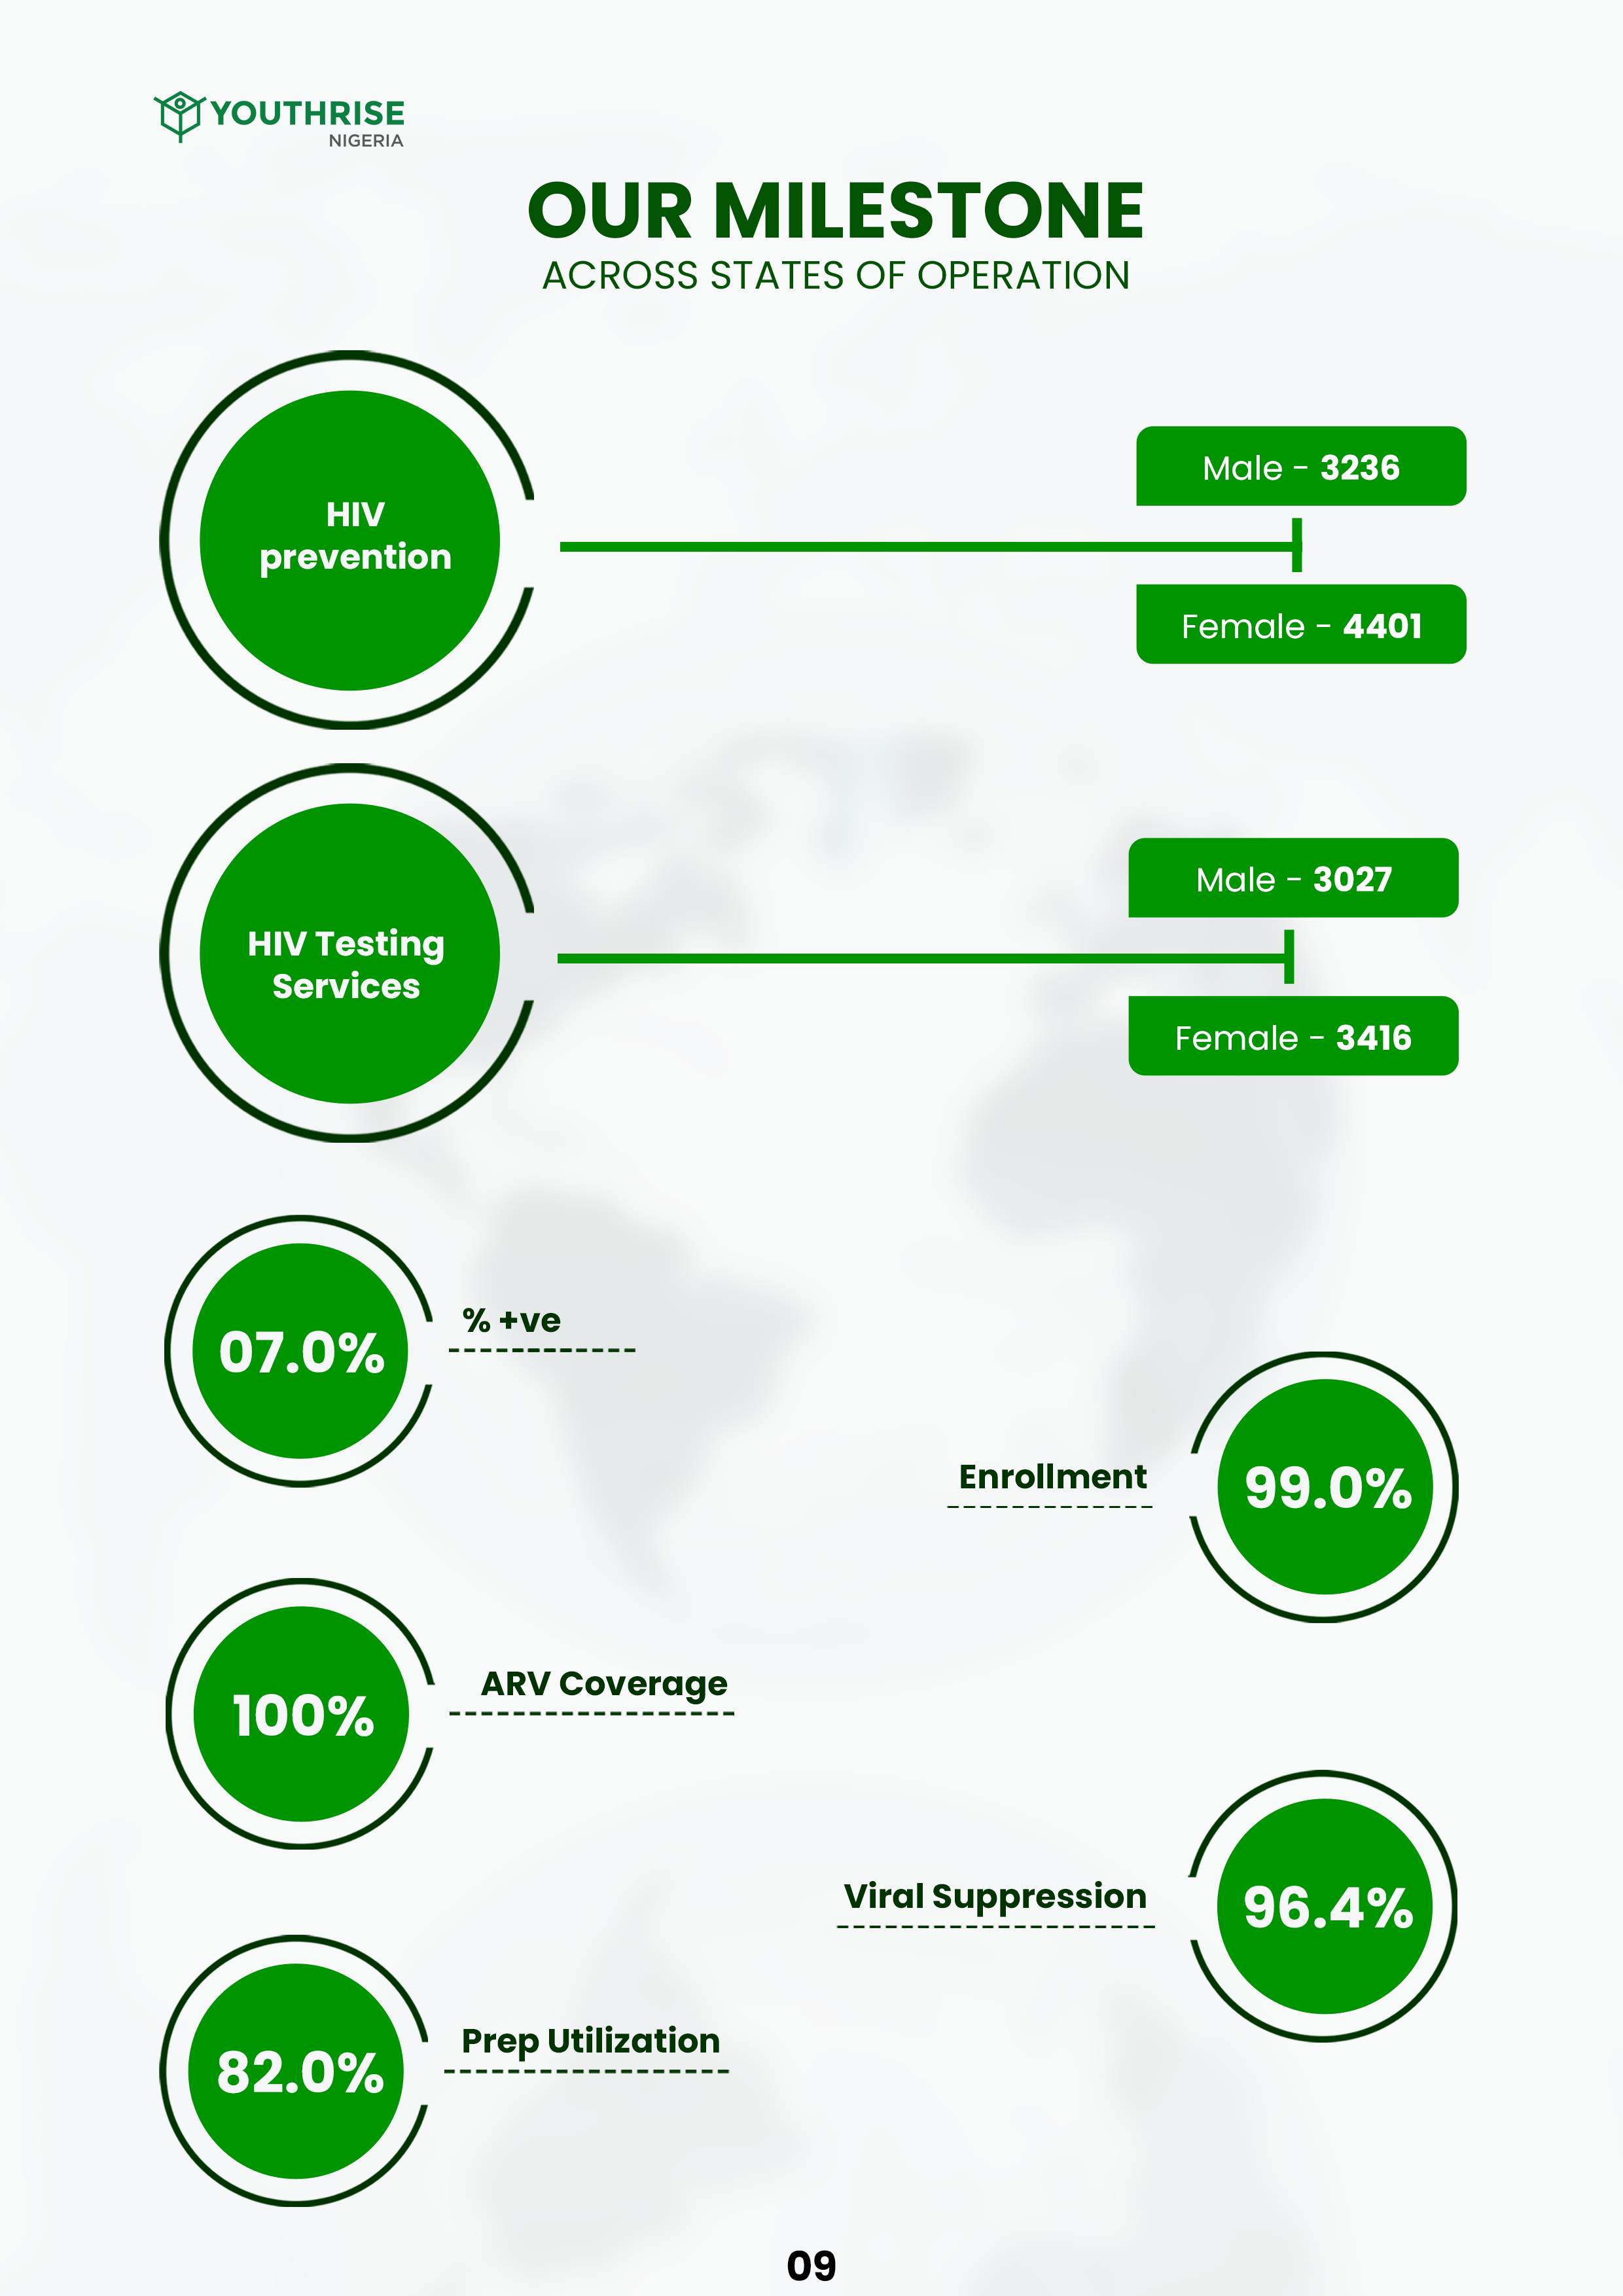 YOUTHRISE
NIGERIA
OUR MILESTONE
ACROSS STATES OF OPERATION
HIV
prevention
Male - 3236
Female - 4401
HIV Testing
Services
Male - 3027
Female - 3416
07.0%
% +ve
Enrollment
99.0%
100%
ARV Coverage
Viral Suppression
96.4%
82.0%
Prep Utilization
09